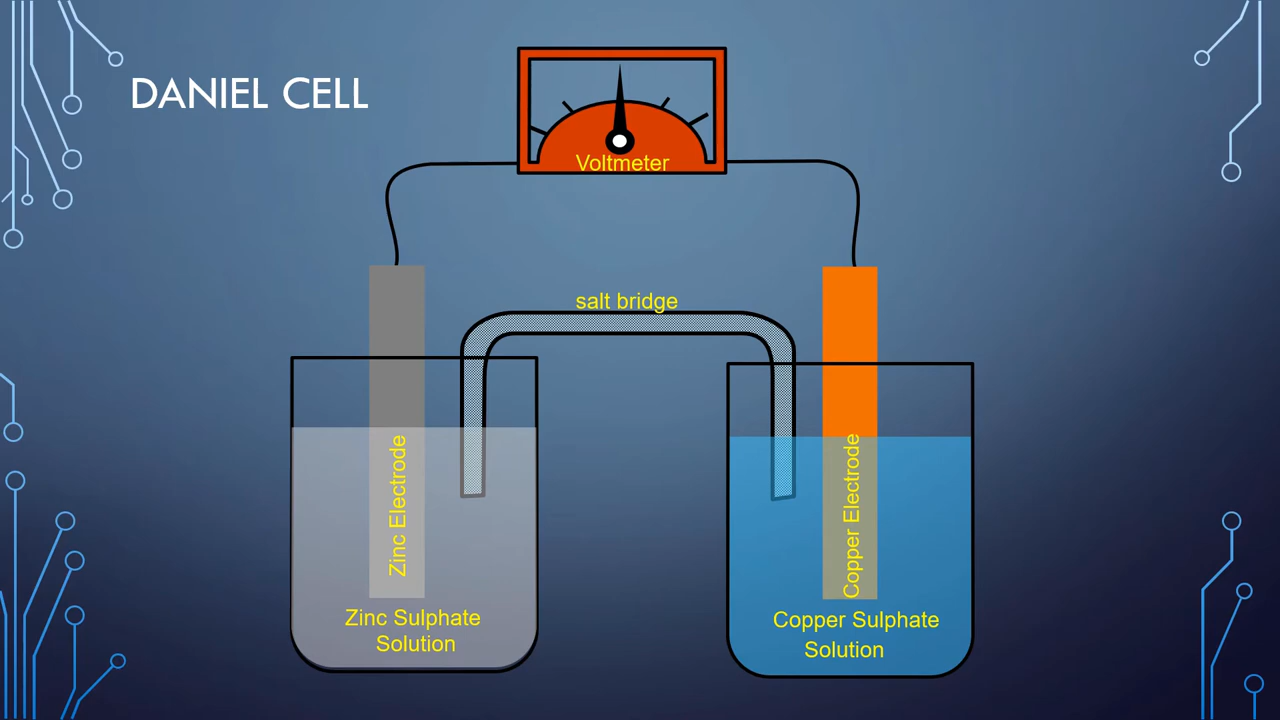 DANIEL CELL
Voltmeter
salt bridge
Zinc Electrode
Copper Electrode
Zinc Sulphate
Solution
Copper Sulphate
Solution